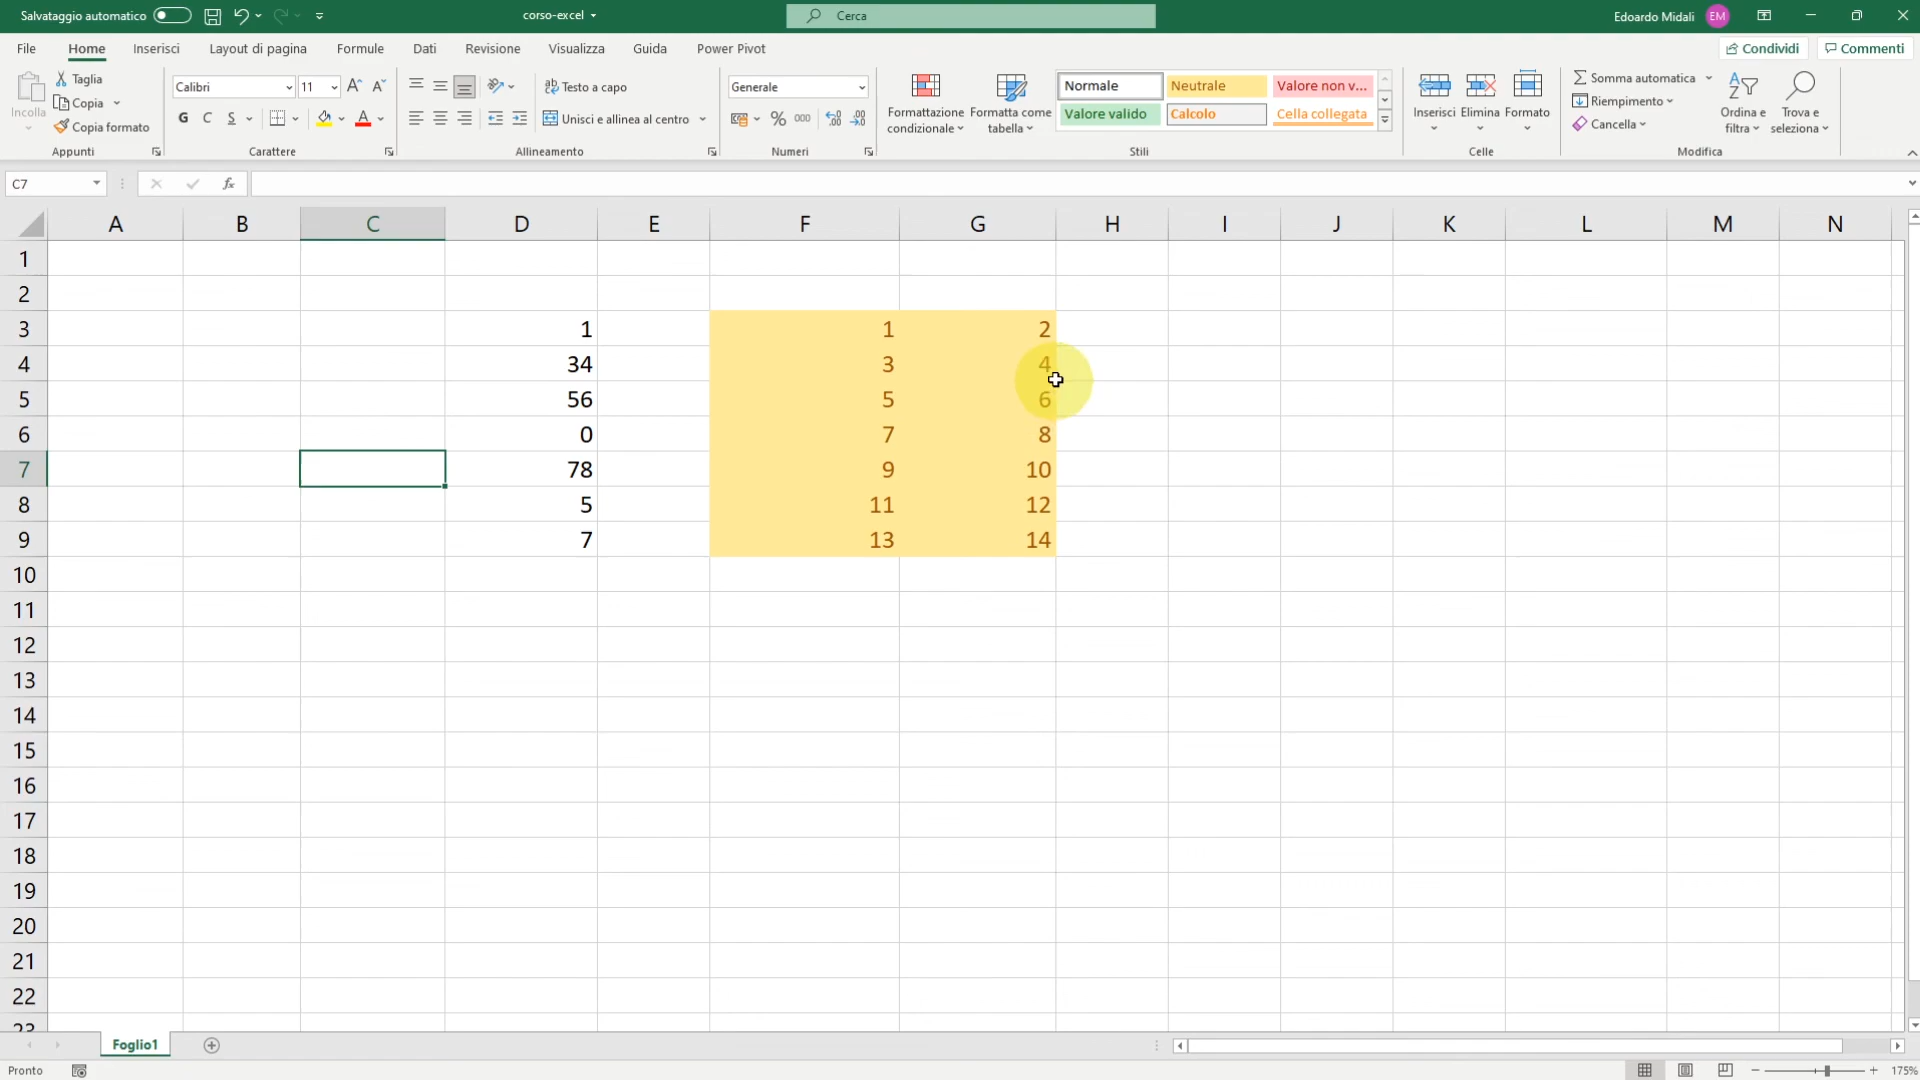 Salvataggio automatico
corso-excel
Cerca
Edoardo Midali EM
File Home Inserisci Layout di pagina Formule Dati Revisione Visualizza Guida Power Pivot Condividi Commenti
Incolla
Taglia
Copia
Copia formato
Appunti
Calibri 11
G C S A
Carattere
Testo a capo
Unisci e allinea al centro
Allineamento
Generale
% 000
Numeri
Formattazione condizionale
Formatta come tabella
Normale Neutrale Valore non v...
Valore valido Calcolo Cella collegata
Stili
Inserisci Elimina Formato
Celle
Somma automatica
Riempimento
Cancella
Ordina e filtra
Trova e seleziona
Modifica
C7 fx
A B C D E F G H I J K L M N
1
2
3 1 1 2
4 34 3 4
5 56 5 6
6 0 7 8
7 78 9 10
8 5 11 12
9 7 13 14
10
11
12
13
14
15
16
17
18
19
20
21
22
23
Foglio1
Pronto 175%